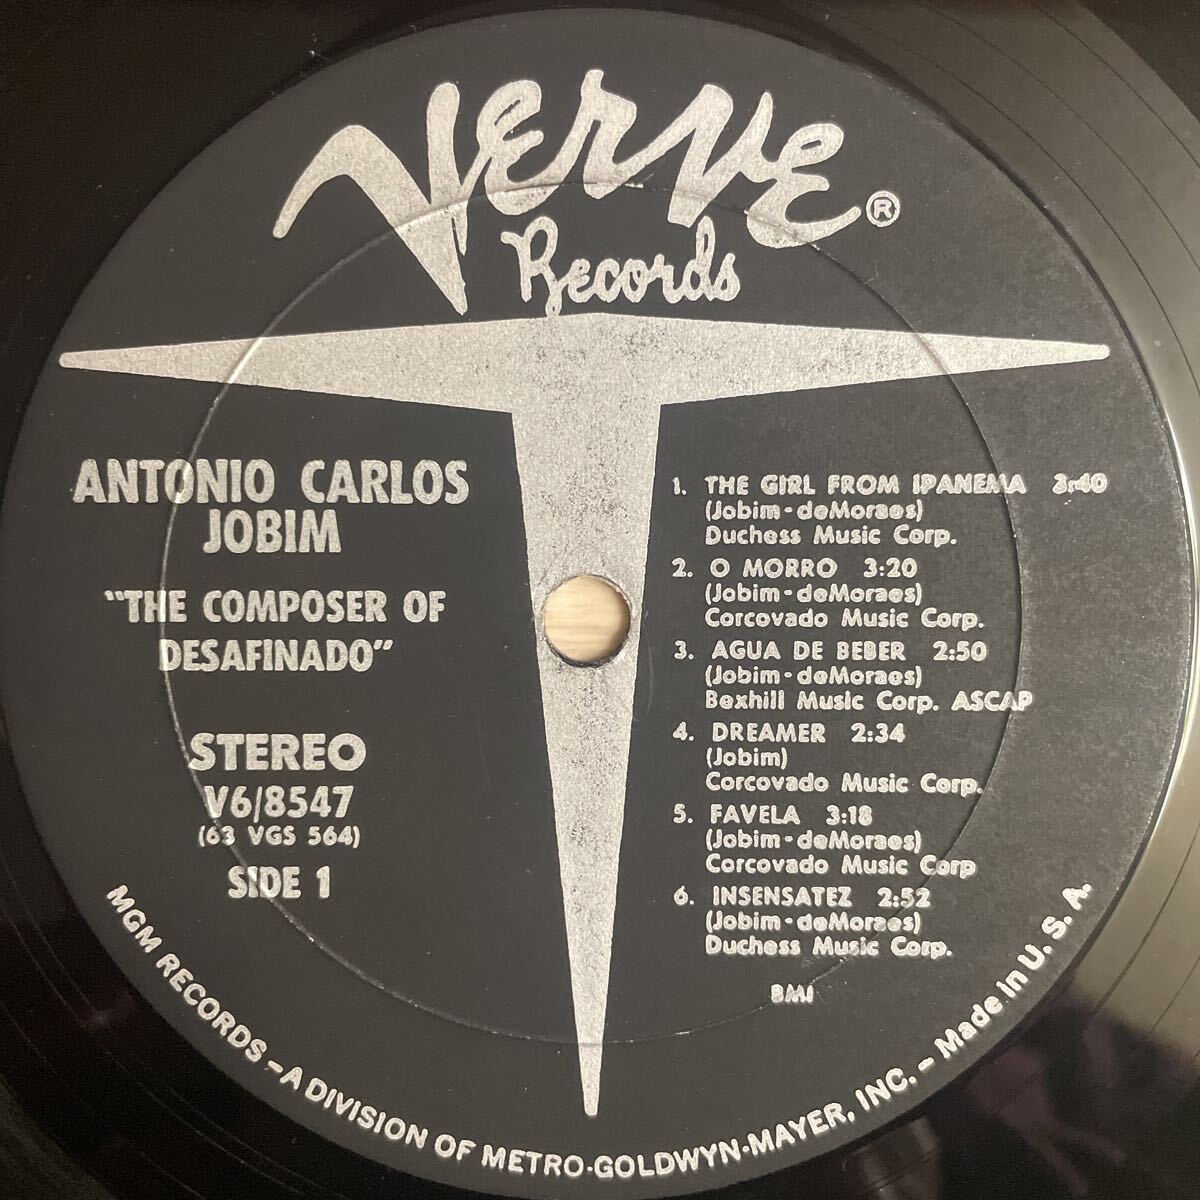 Verve®
Records
ANTONIO CARLOS
JOBIM
"THE COMPOSER OF
DESAFINADO"
STEREO
V6/8547
(63 VGS 564)
SIDE 1
1. THE GIRL FROM IPANEMA 3:40
(Jobim-deMoraes)
Duchess Music Corp.
2. O MORRO 3:20
(Jobim-deMoraes)
Corcovado Music Corp.
3. AGUA DE BEBER 2:50
(Jobim-deMoraes)
Bexhill Music Corp. ASCAP
4. DREAMER 2:34
(Jobim)
Corcovado Music Corp.
5. FAVELA 3:18
(Jobim-deMoraes)
Corcovado Music Corp
6. INSENSATEZ 2:52
(Jobim-deMoraes)
Duchess Music Corp.
BMI
MGM RECORDS – A DIVISION OF METRO-GOLDWYN-MAYER, INC. – Made in U. S. A.